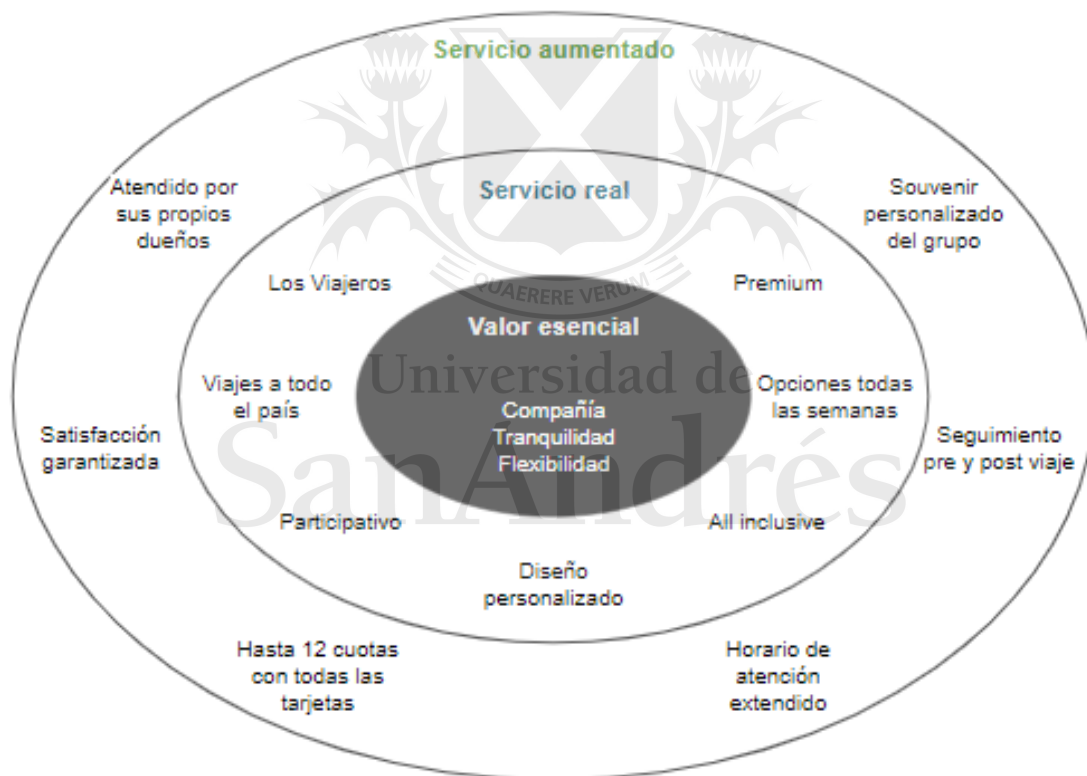 Servicio aumentado
Atendido por
sus propios
dueños
Servicio real
Souvenir
personalizado
del grupo
Los Viajeros
QUAERERE VERUM
Premium
Valor esencial
Universidad de
SanAndrés
Viajes a todo
el país
Compañía
Tranquilidad
Flexibilidad
Opciones todas
las semanas
Satisfacción
garantizada
Seguimiento
pre y post viaje
Participativo
All inclusive
Diseño
personalizado
Hasta 12 cuotas
con todas las
tarjetas
Horario de
atención
extendido